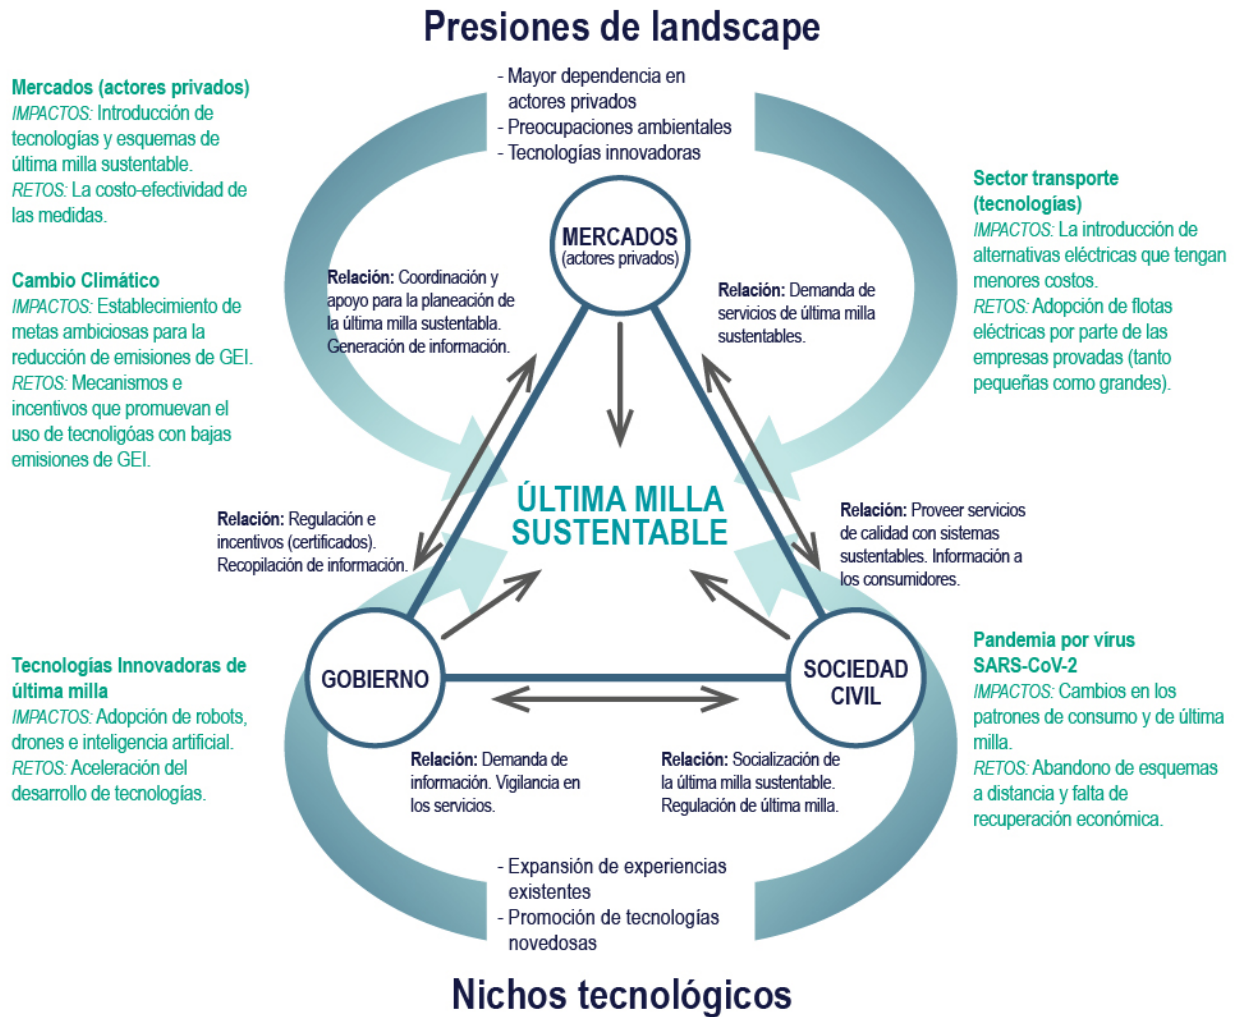 Presiones de landscape
- Mayor dependencia en
actores privados
- Preocupaciones ambientales
- Tecnologías innovadoras
Mercados (actores privados)
IMPACTOS: Introducción de
tecnologías y esquemas de
última milla sustentable.
RETOS: La costo-efectividad de
las medidas.
Cambio Climático
IMPACTOS: Establecimiento de
metas ambiciosas para la
reducción de emisiones de GEI.
RETOS: Mecanismos e
incentivos que promuevan el
uso de tecnoligóas con bajas
emisiones de GEI.
Sector transporte
(tecnologías)
IMPACTOS: La introducción de
alternativas eléctricas que tengan
menores costos.
RETOS: Adopción de flotas
eléctricas por parte de las
empresas provadas (tanto
pequeñas como grandes).
MERCADOS
(actores privados)
Relación: Coordinación y
apoyo para la planeación de
la última milla sustentabla.
Generación de información.
Relación: Demanda de
servicios de última milla
sustentables.
ÚLTIMA MILLA
SUSTENTABLE
Relación: Regulación e
incentivos (certificados).
Recopilación de información.
Relación: Proveer servicios
de calidad con sistemas
sustentables. Información a
los consumidores.
GOBIERNO
SOCIEDAD
CIVIL
Tecnologías Innovadoras de
última milla
IMPACTOS: Adopción de robots,
drones e inteligencia artificial.
RETOS: Aceleración del
desarrollo de tecnologías.
Relación: Demanda de
información. Vigilancia en
los servicios.
Relación: Socialización de
la última milla sustentable.
Regulación de última milla.
Pandemia por vírus
SARS-CoV-2
IMPACTOS: Cambios en los
patrones de consumo y de última
milla.
RETOS: Abandono de esquemas
a distancia y falta de
recuperación económica.
- Expansión de experiencias
existentes
- Promoción de tecnologías
novedosas
Nichos tecnológicos